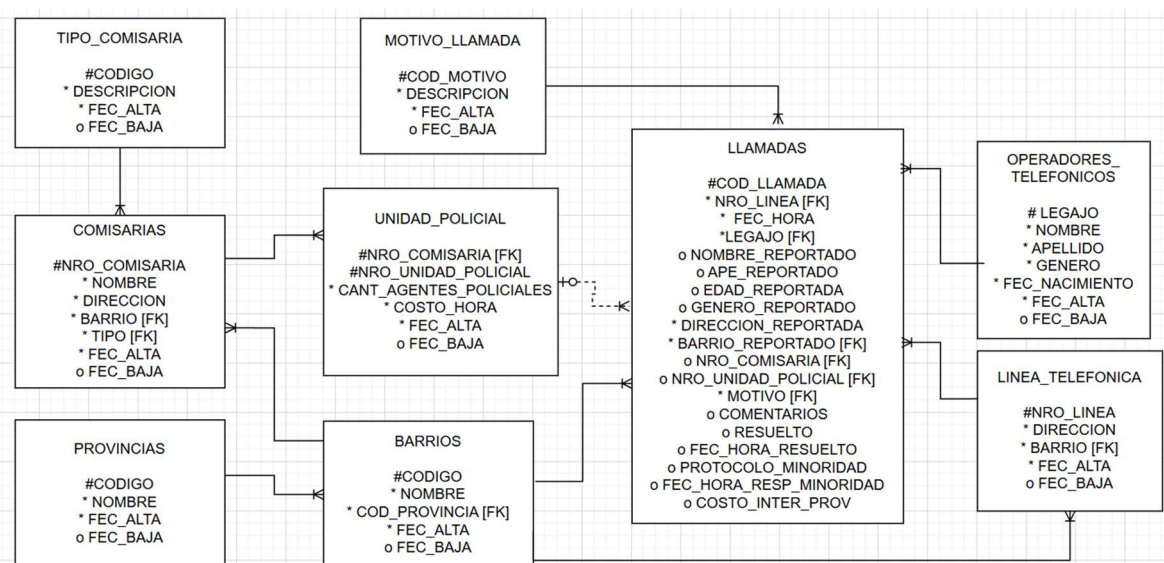 TIPO_COMISARIA
#CODIGO
* DESCRIPCION
* FEC_ALTA
o FEC_BAJA
MOTIVO_LLAMADA
#COD_MOTIVO
* DESCRIPCION
* FEC_ALTA
o FEC_BAJA
COMISARIAS
#NRO_COMISARIA
* NOMBRE
* DIRECCION
* BARRIO [FK]
* TIPO [FK]
* FEC_ALTA
o FEC_BAJA
UNIDAD_POLICIAL
#NRO_COMISARIA [FK]
#NRO_UNIDAD_POLICIAL
* CANT_AGENTES_POLICIALES
* COSTO_HORA
* FEC_ALTA
o FEC_BAJA
LLAMADAS
#COD_LLAMADA
* NRO_LINEA [FK]
* FEC_HORA
*LEGAJO [FK]
o NOMBRE_REPORTADO
o APE_REPORTADO
o EDAD_REPORTADA
o GENERO_REPORTADO
* DIRECCION_REPORTADA
* BARRIO_REPORTADO [FK]
o NRO_COMISARIA [FK]
o NRO_UNIDAD_POLICIAL [FK]
* MOTIVO [FK]
o COMENTARIOS
o RESUELTO
o FEC_HORA_RESUELTO
o PROTOCOLO_MINORIDAD
o FEC_HORA_RESP_MINORIDAD
o COSTO_INTER_PROV
OPERADORES_
TELEFONICOS
# LEGAJO
* NOMBRE
* APELLIDO
* GENERO
* FEC_NACIMIENTO
* FEC_ALTA
o FEC_BAJA
LINEA_TELEFONICA
#NRO_LINEA
* DIRECCION
* BARRIO [FK]
* FEC_ALTA
o FEC_BAJA
PROVINCIAS
#CODIGO
* NOMBRE
* FEC_ALTA
o FEC_BAJA
BARRIOS
#CODIGO
* NOMBRE
* COD_PROVINCIA [FK]
* FEC_ALTA
o FEC_BAJA